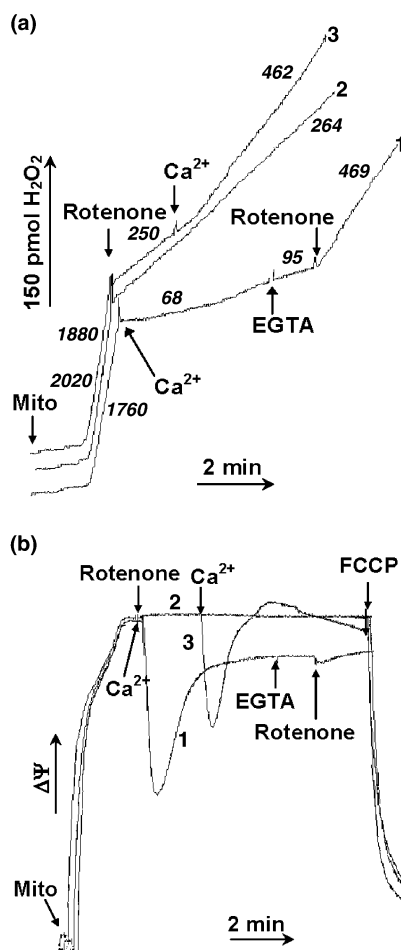 (a)
3
462
2
264
1
Ca²⁺
250
469
Rotenone
Rotenone
150 pmol H₂O₂
95
68
EGTA
1880
Ca²⁺
2020
1760
Mito
2 min
(b)
FCCP
Rotenone
Ca²⁺
2
3
Ca²⁺
EGTA
1
Rotenone
ΔΨ
Mito
2 min